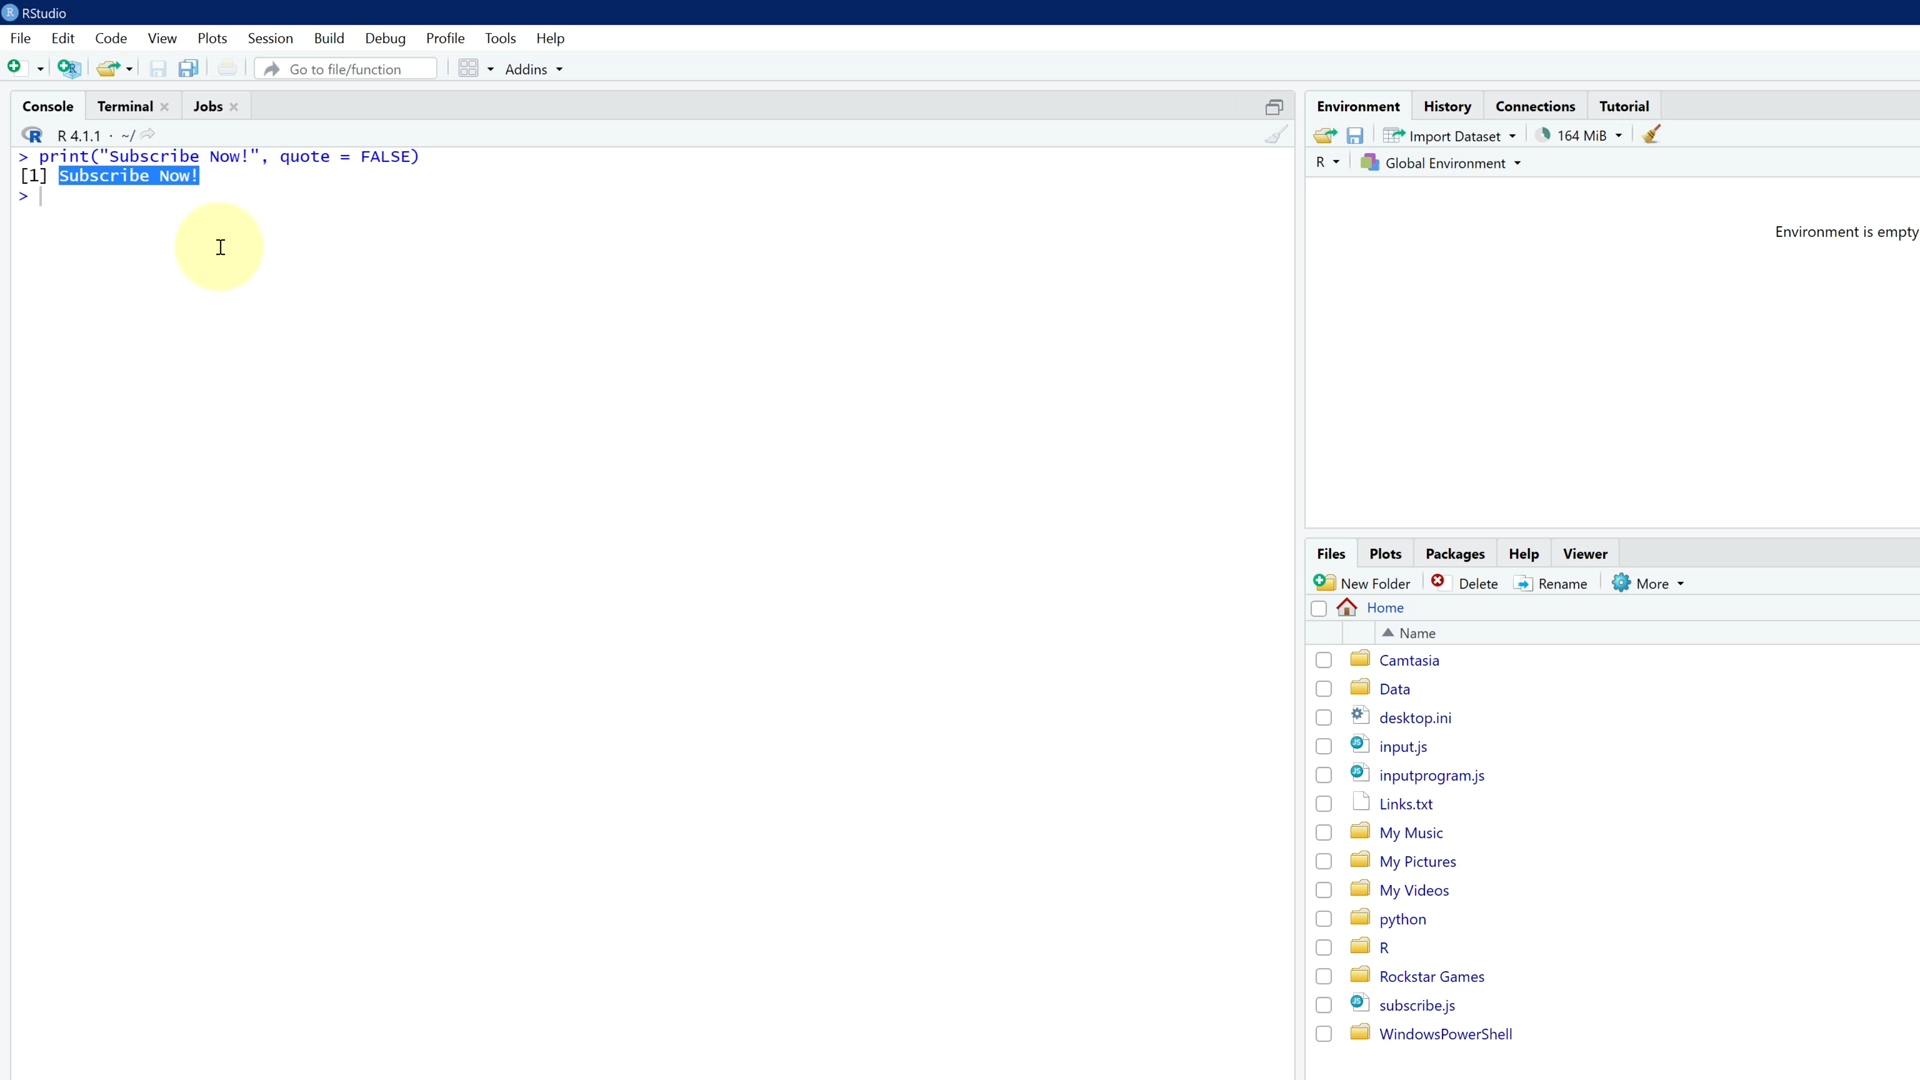 RStudio
File Edit Code View Plots Session Build Debug Profile Tools Help
Go to file/function Addins
Console Terminal Jobs
R 4.1.1 · ~/
> print("Subscribe Now!", quote = FALSE)
[1] Subscribe Now!
>
Environment History Connections Tutorial
Import Dataset 164 MiB
R Global Environment
Environment is empty
Files Plots Packages Help Viewer
New Folder Delete Rename More
Home
Name
Camtasia
Data
desktop.ini
input.js
inputprogram.js
Links.txt
My Music
My Pictures
My Videos
python
R
Rockstar Games
subscribe.js
WindowsPowerShell